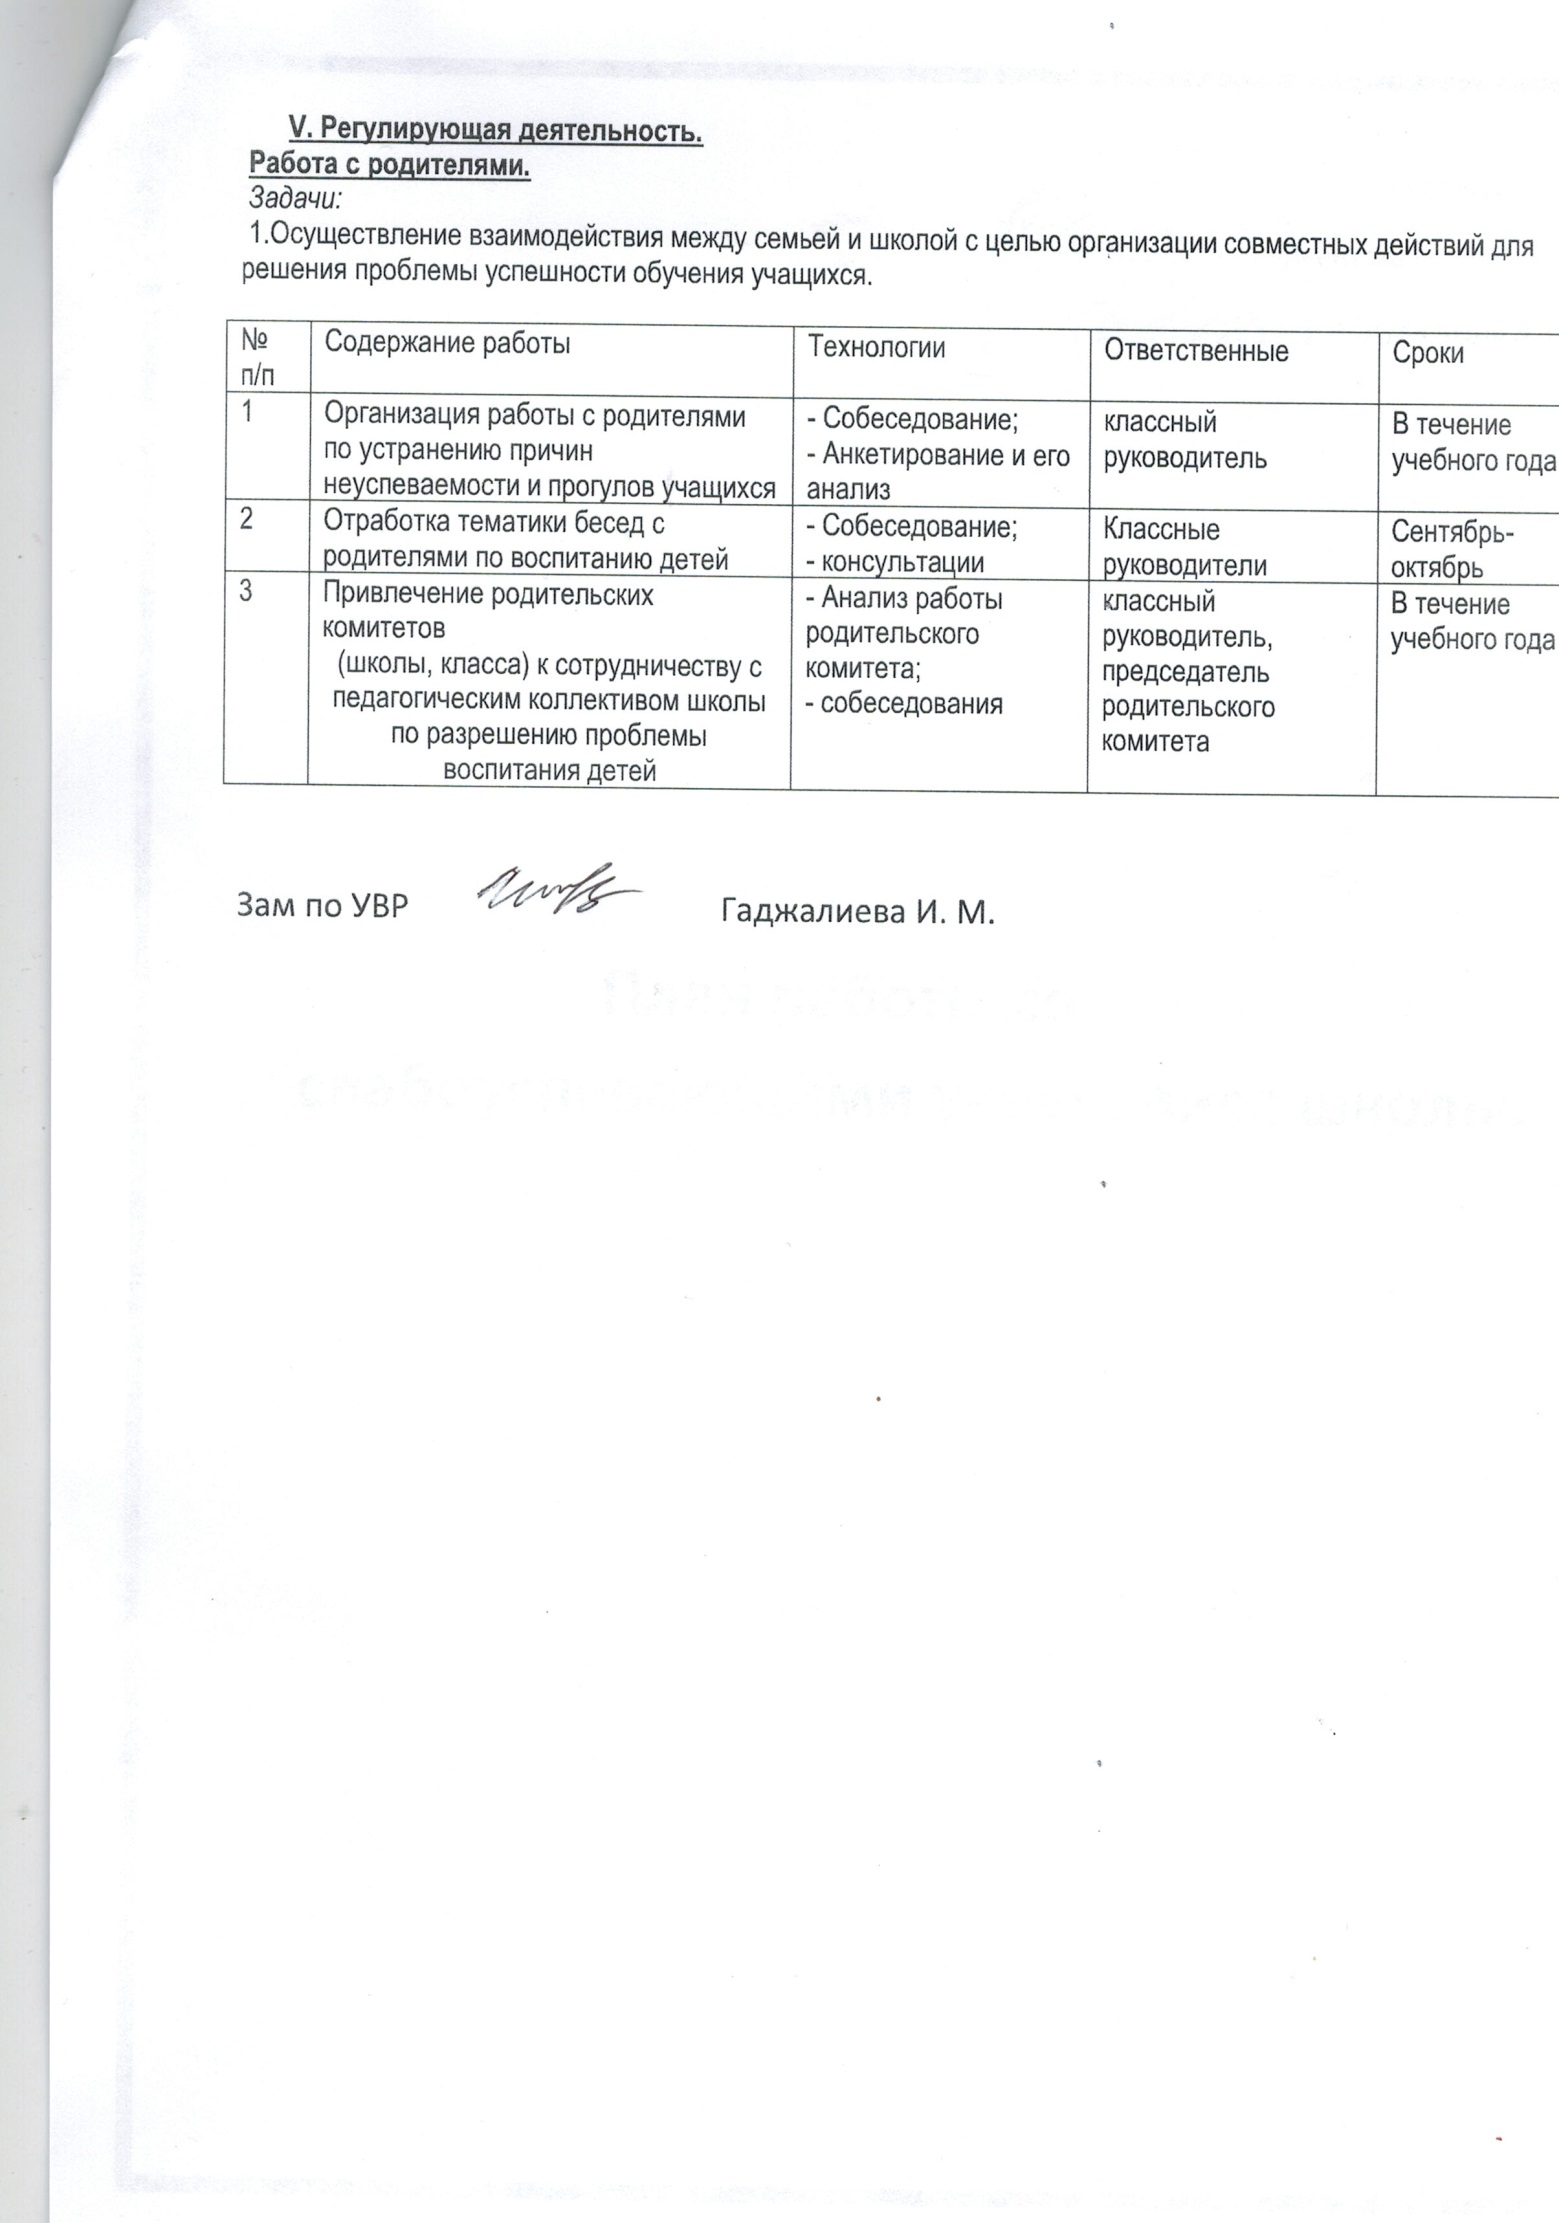 V. Регулирующая деятельность.
Работа с родителями.
Задачи:
1.Осуществление взаимодействия между семьей и школой с целью организации совместных действий для
решения проблемы успешности обучения учащихся.
№
п/п
Содержание работы
Технологии
Ответственные
Сроки
1
Организация работы с родителями
по устранению причин
неуспеваемости и прогулов учащихся
- Собеседование;
- Анкетирование и его
анализ
классный
руководитель
В течение
учебного года
2
Отработка тематики бесед с
родителями по воспитанию детей
- Собеседование;
- консультации
Классные
руководители
Сентябрь-
октябрь
3
Привлечение родительских
комитетов
(школы, класса) к сотрудничеству с
педагогическим коллективом школы
по разрешению проблемы
воспитания детей
- Анализ работы
родительского
комитета;
- собеседования
классный
руководитель,
председатель
родительского
комитета
В течение
учебного года
Зам по УВР
Гаджалиева И. М.